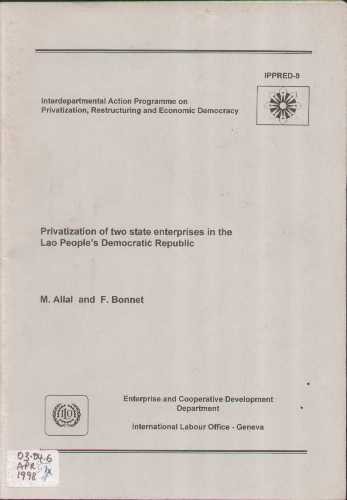 IPPRED-9
Interdepartmental Action Programme on
Privatization, Restructuring and Economic Democracy
Privatization of two state enterprises in the
Lao People's Democratic Republic
M. Allal and F. Bonnet
Enterprise and Cooperative Development
Department
International Labour Office - Geneva
ILO
03.04.6
APR
1998